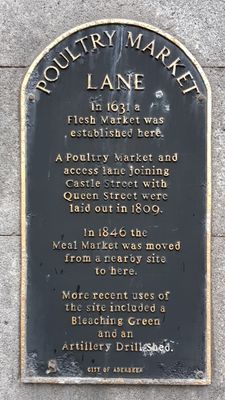 POULTRY MARKET
LANE
In 1631 a
Flesh Market was
established here.
A Poultry Market and
access lane joining
Castle Street with
Queen Street were
laid out in 1809.
In 1846 the
Meal Market was moved
from a nearby site
to here.
More recent uses of
the site included a
Bleaching Green
and an
Artillery Drill Shed.
CITY OF ABERDEEN